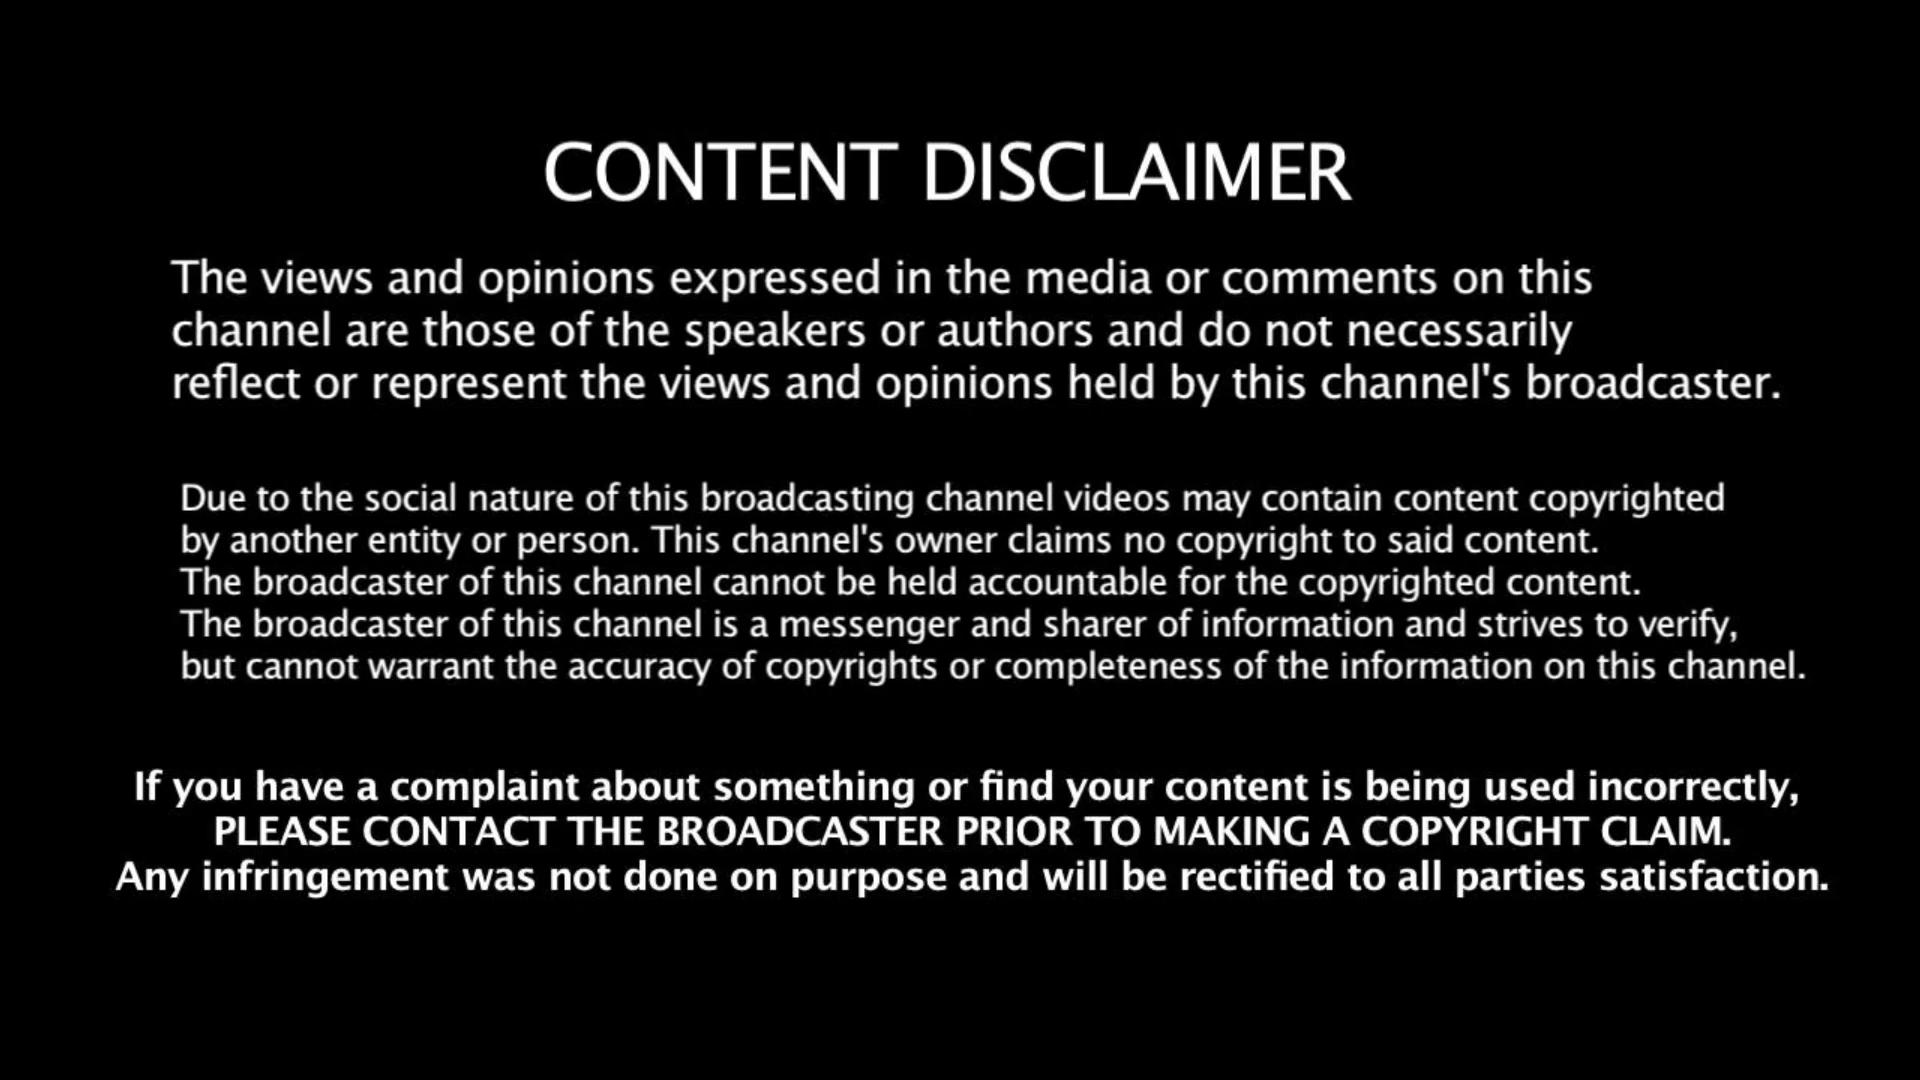 CONTENT DISCLAIMER
The views and opinions expressed in the media or comments on this
channel are those of the speakers or authors and do not necessarily
reflect or represent the views and opinions held by this channel's broadcaster.
Due to the social nature of this broadcasting channel videos may contain content copyrighted
by another entity or person. This channel's owner claims no copyright to said content.
The broadcaster of this channel cannot be held accountable for the copyrighted content.
The broadcaster of this channel is a messenger and sharer of information and strives to verify,
but cannot warrant the accuracy of copyrights or completeness of the information on this channel.
If you have a complaint about something or find your content is being used incorrectly,
PLEASE CONTACT THE BROADCASTER PRIOR TO MAKING A COPYRIGHT CLAIM.
Any infringement was not done on purpose and will be rectified to all parties satisfaction.